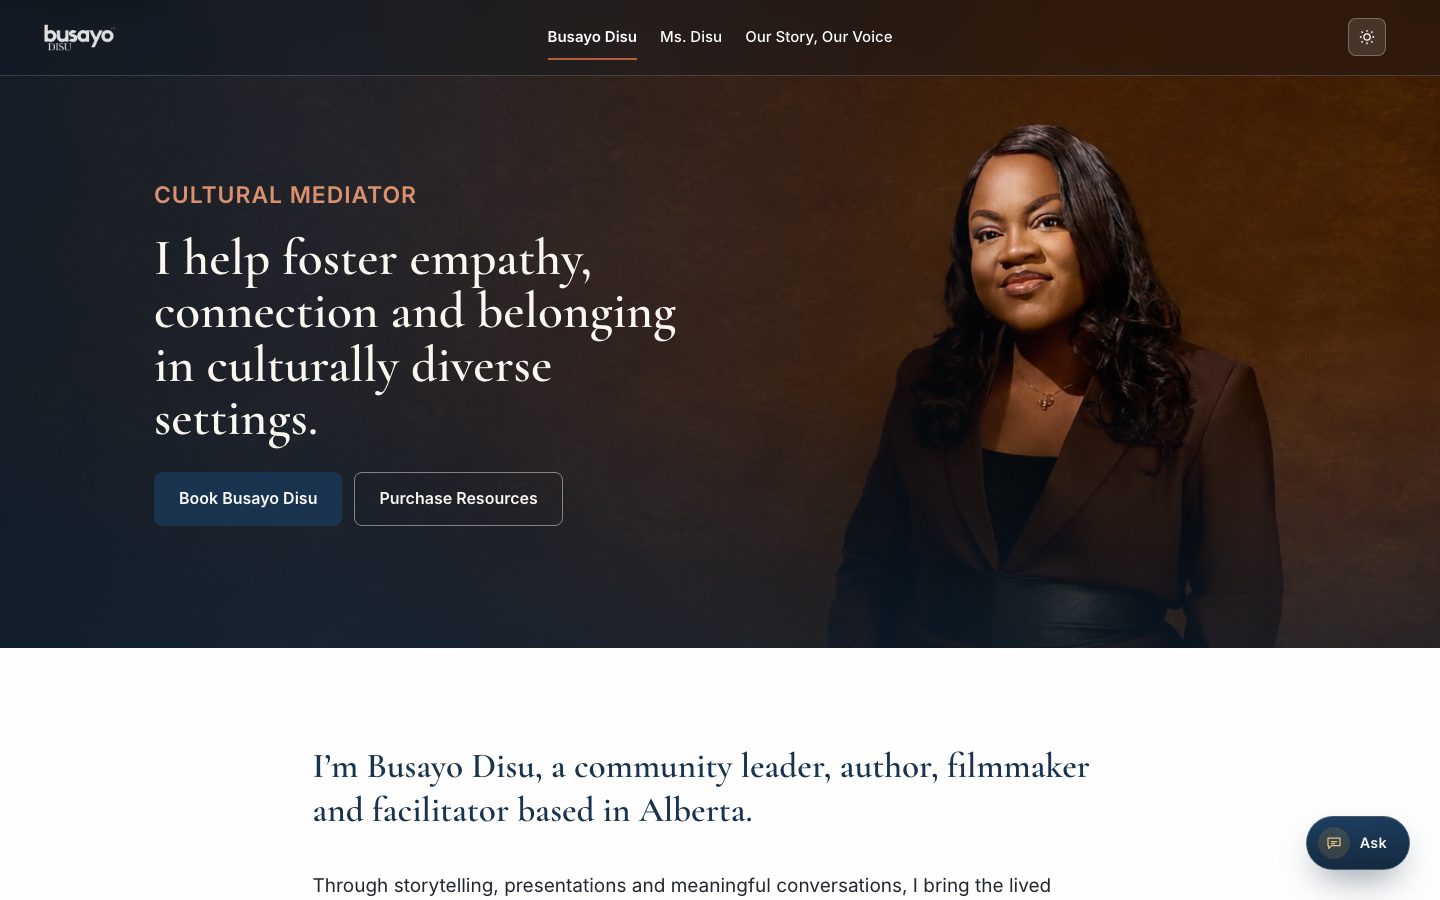 busayo
DISU
Busayo Disu
Ms. Disu
Our Story, Our Voice
CULTURAL MEDIATOR
I help foster empathy,
connection and belonging
in culturally diverse
settings.
Book Busayo Disu
Purchase Resources
I’m Busayo Disu, a community leader, author, filmmaker
and facilitator based in Alberta.
Through storytelling, presentations and meaningful conversations, I bring the lived
Ask